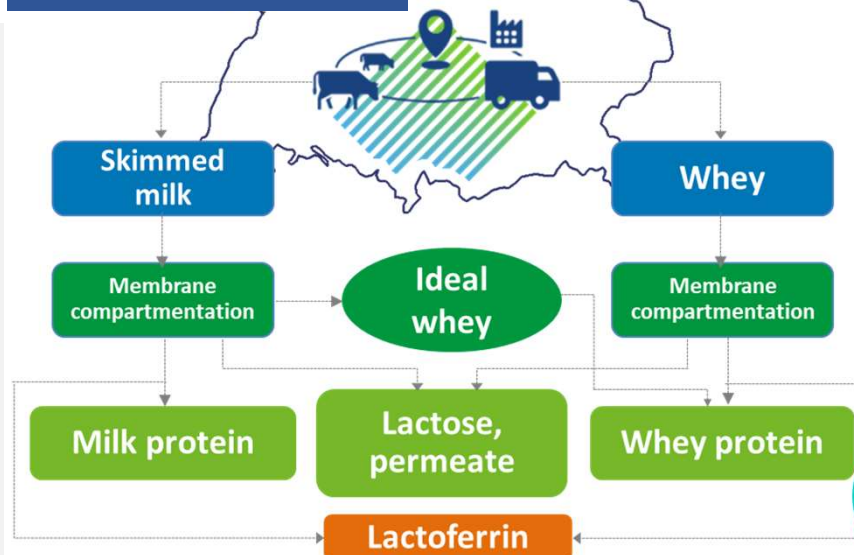 Skimmed
milk
Whey
Membrane
compartmentation
Ideal
whey
Membrane
compartmentation
Milk protein
Lactose,
permeate
Whey protein
Lactoferrin